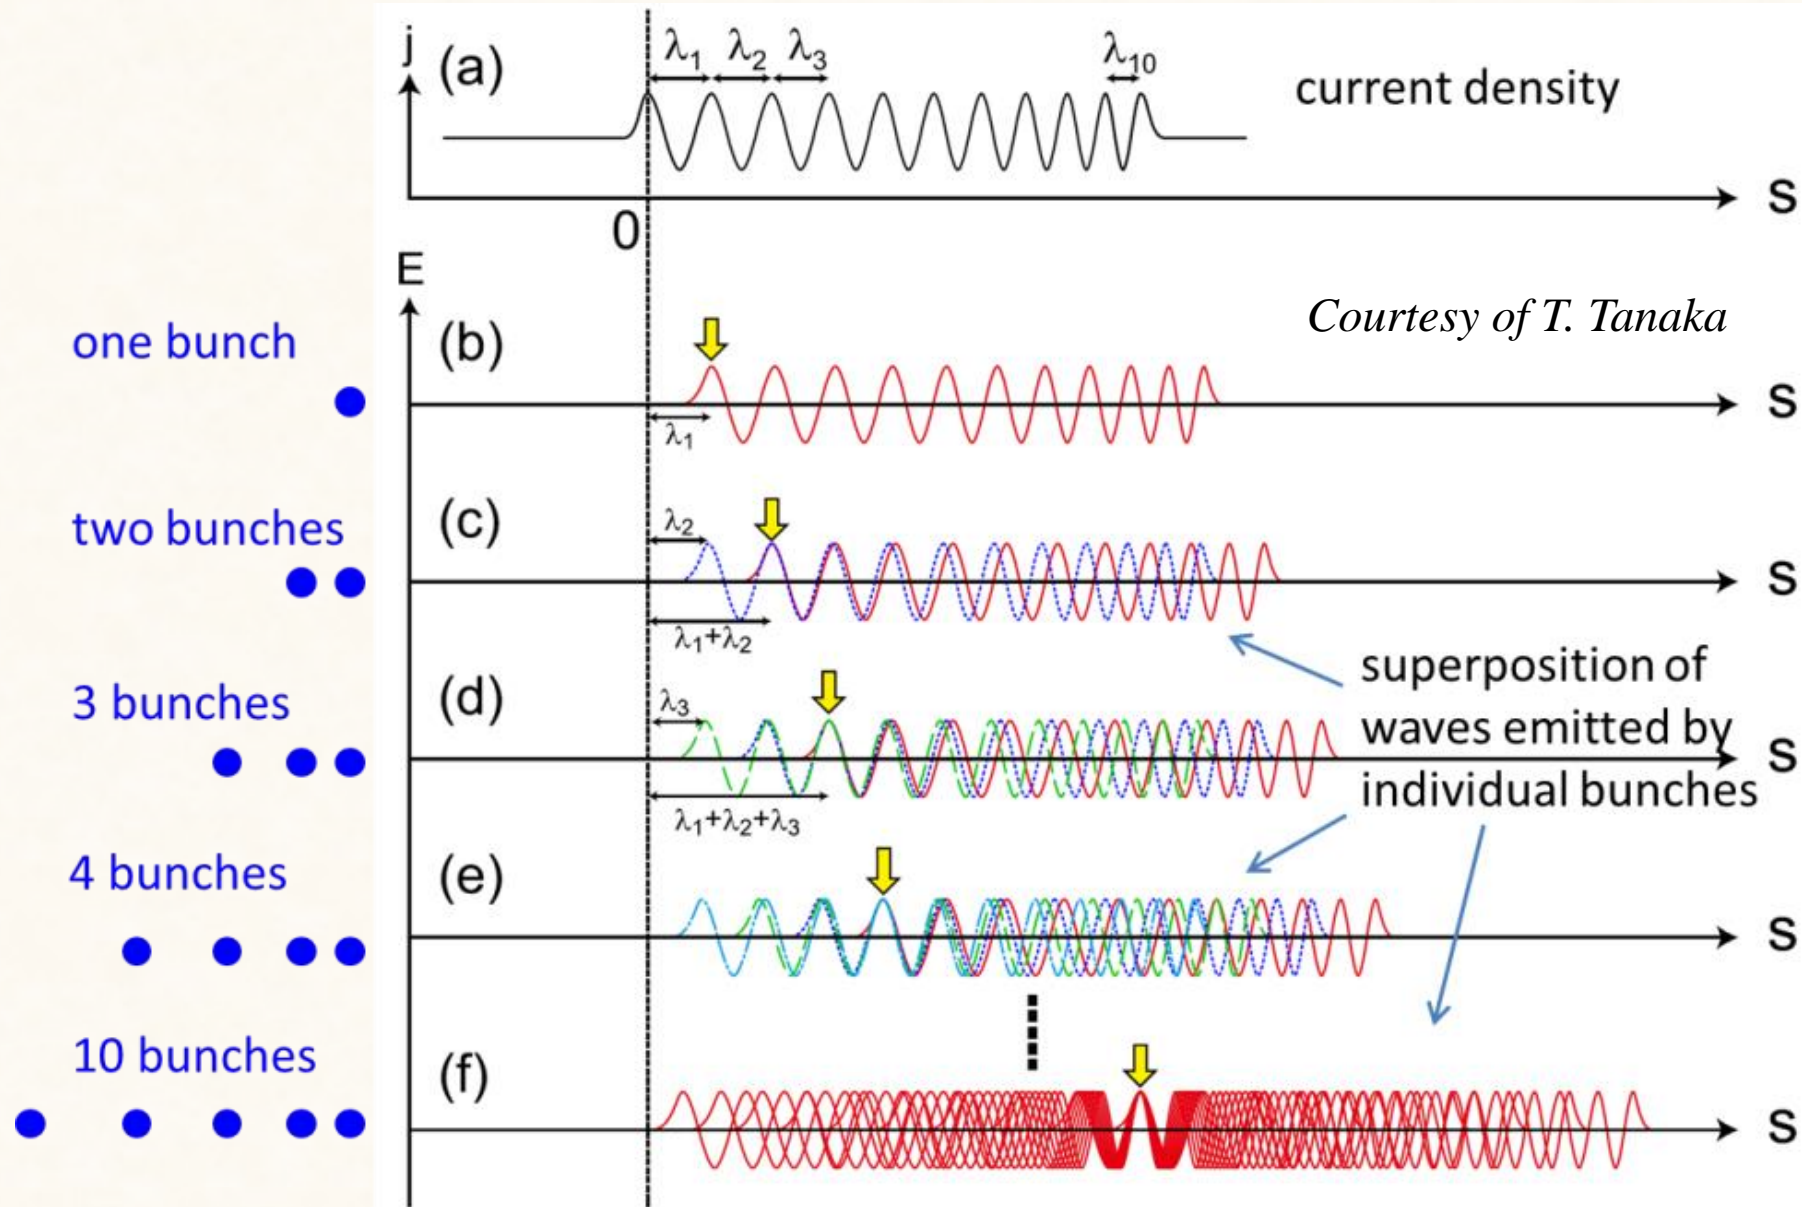 j
(a)
λ₁ λ₂ λ₃ λ₁₀
current density
S
0
E
Courtesy of T. Tanaka
one bunch
(b)
S
λ₁
two bunches
(c)
λ₂
S
λ₁+λ₂
superposition of
waves emitted by
individual bunches
3 bunches
(d)
λ₃
S
λ₁+λ₂+λ₃
4 bunches
(e)
S
10 bunches
(f)
S